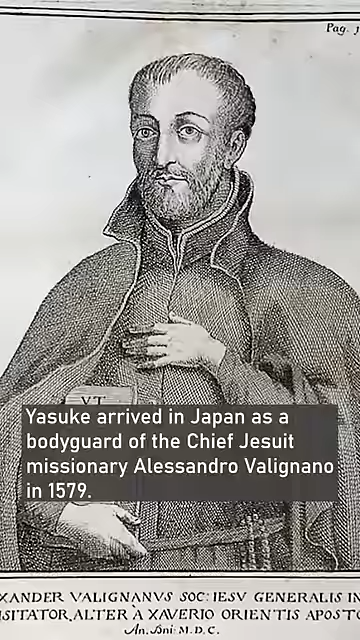 Pag.
VT
Yasuke arrived in Japan as a
bodyguard of the Chief Jesuit
missionary Alessandro Valignano
in 1579.
XANDER VALIGNANVS SOC: IESV GENERALIS IN
ISITATOR, ALTER À XAVERIO ORIENTIS APOSTO
An. Dni: M.D.C.